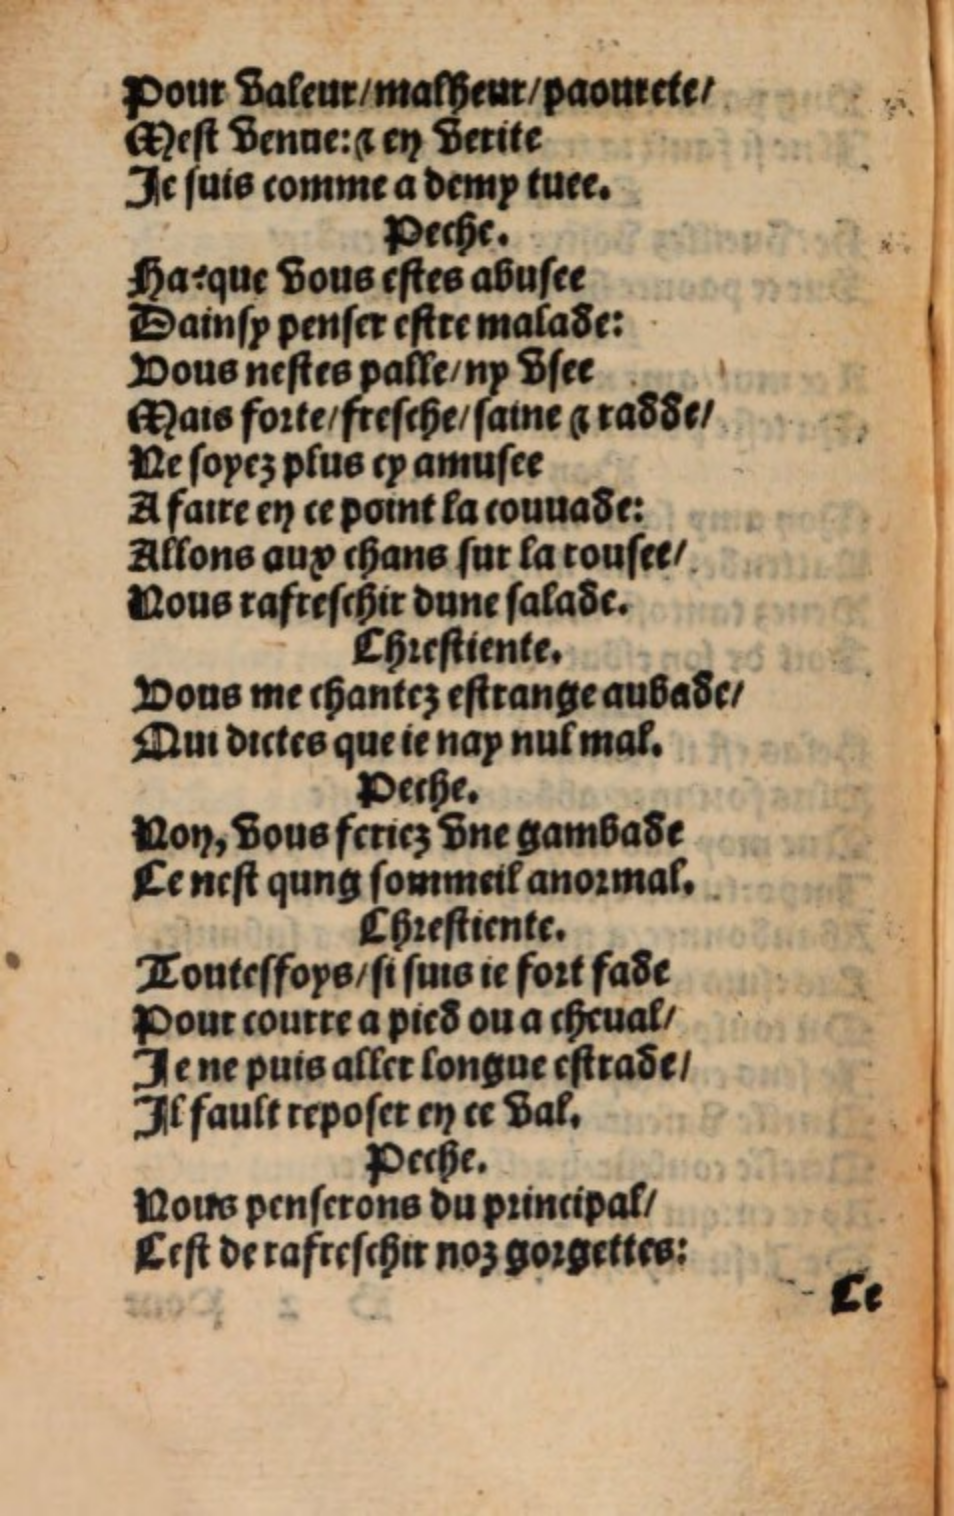 Pour valeur/malheur/paourete/
Mest venue: & en verite
Je suis comme a demy tuee.
Peche.
Ha: que vous estes abusee
Dainsy penser estre malade:
Vous nestes palle/ny vsee
Mais forte/fresche/saine & radde/
Ne soyez plus cy amusee
A faire en ce point la couuade:
Allons aux chans sur la rousee/
Nous rafreschir dune salade.
Chrestiente.
Vous me chantez estrange aubade/
Qui dictes que ie nay nul mal.
Peche.
Non, vous feriez vne gambade
Ce nest qung sommeil anormal.
Chrestiente.
Toutesfoys/si suis ie fort fade
Pour courre a pied ou a cheual/
Je ne puis aller longue estrade/
Il fault reposer en ce val.
Peche.
Nous penserons du principal/
Cest de rafreschir noz gorgettes:
Ce